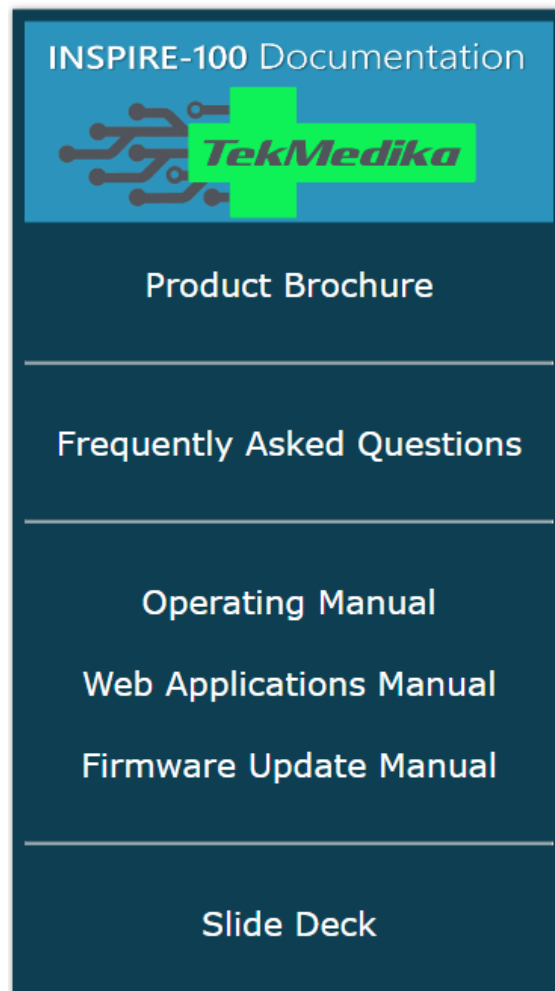 INSPIRE-100 Documentation
TekMedika
Product Brochure
Frequently Asked Questions
Operating Manual
Web Applications Manual
Firmware Update Manual
Slide Deck